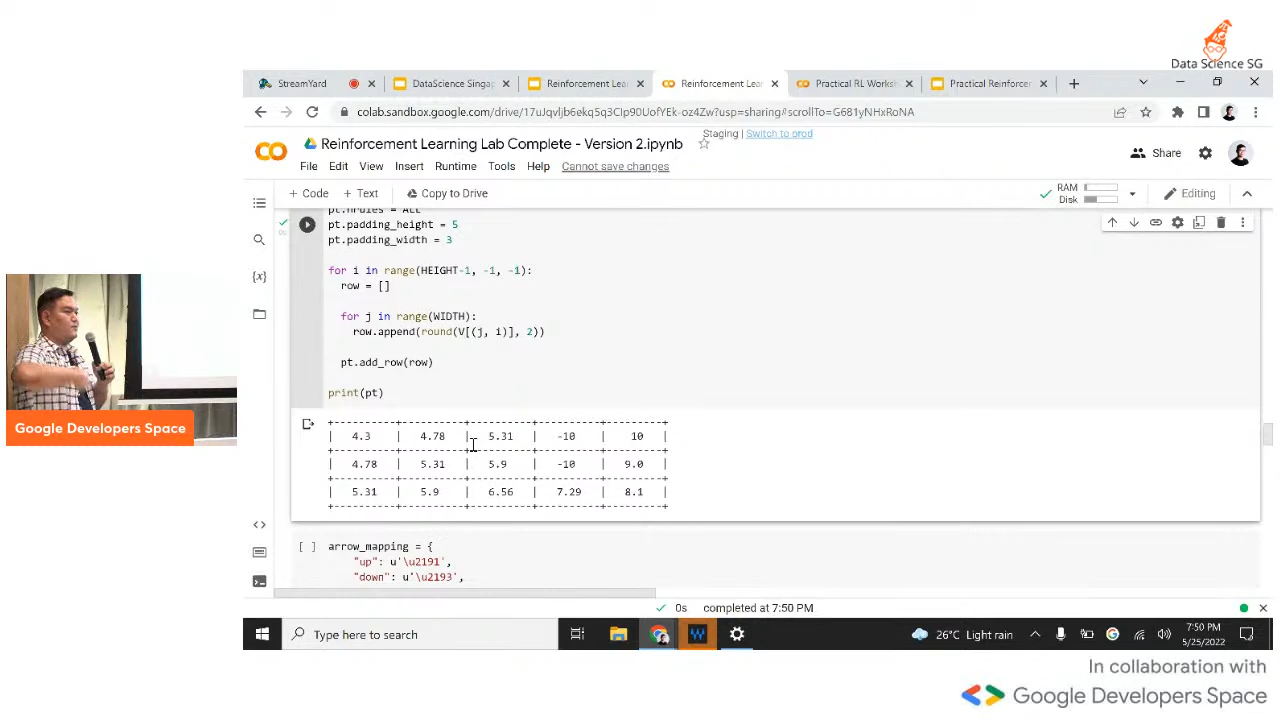 Data Science SG
StreamYard
DataScience Singap
Reinforcement Lea
Reinforcement Lear
Practical RL Works
Practical Reinforcer
colab.sandbox.google.com/drive/17uJqvljb6ekq5q3CIp90UofYEk-oz4Zw?usp=sharing#scrollTo=G681yNHxRoNA
CO
Reinforcement Learning Lab Complete - Version 2.ipynb
Staging | Switch to prod
File Edit View Insert Runtime Tools Help Cannot save changes
Share
+ Code + Text Copy to Drive
RAM
Disk
Editing
pt.hrules = ALL
pt.padding_height = 5
pt.padding_width = 3
for i in range(HEIGHT-1, -1, -1):
row = []
for j in range(WIDTH):
row.append(round(V[(j, i)], 2))
pt.add_row(row)
print(pt)
| 4.3 | 4.78 | 5.31 | -10 | 10 |
| 4.78 | 5.31 | 5.9 | -10 | 9.0 |
| 5.31 | 5.9 | 6.56 | 7.29 | 8.1 |
[ ] arrow_mapping = {
"up": u'\u2191',
"down": u'\u2193',
0s completed at 7:50 PM
Google Developers Space
Type here to search
26°C Light rain
7:50 PM
5/25/2022
In collaboration with
Google Developers Space